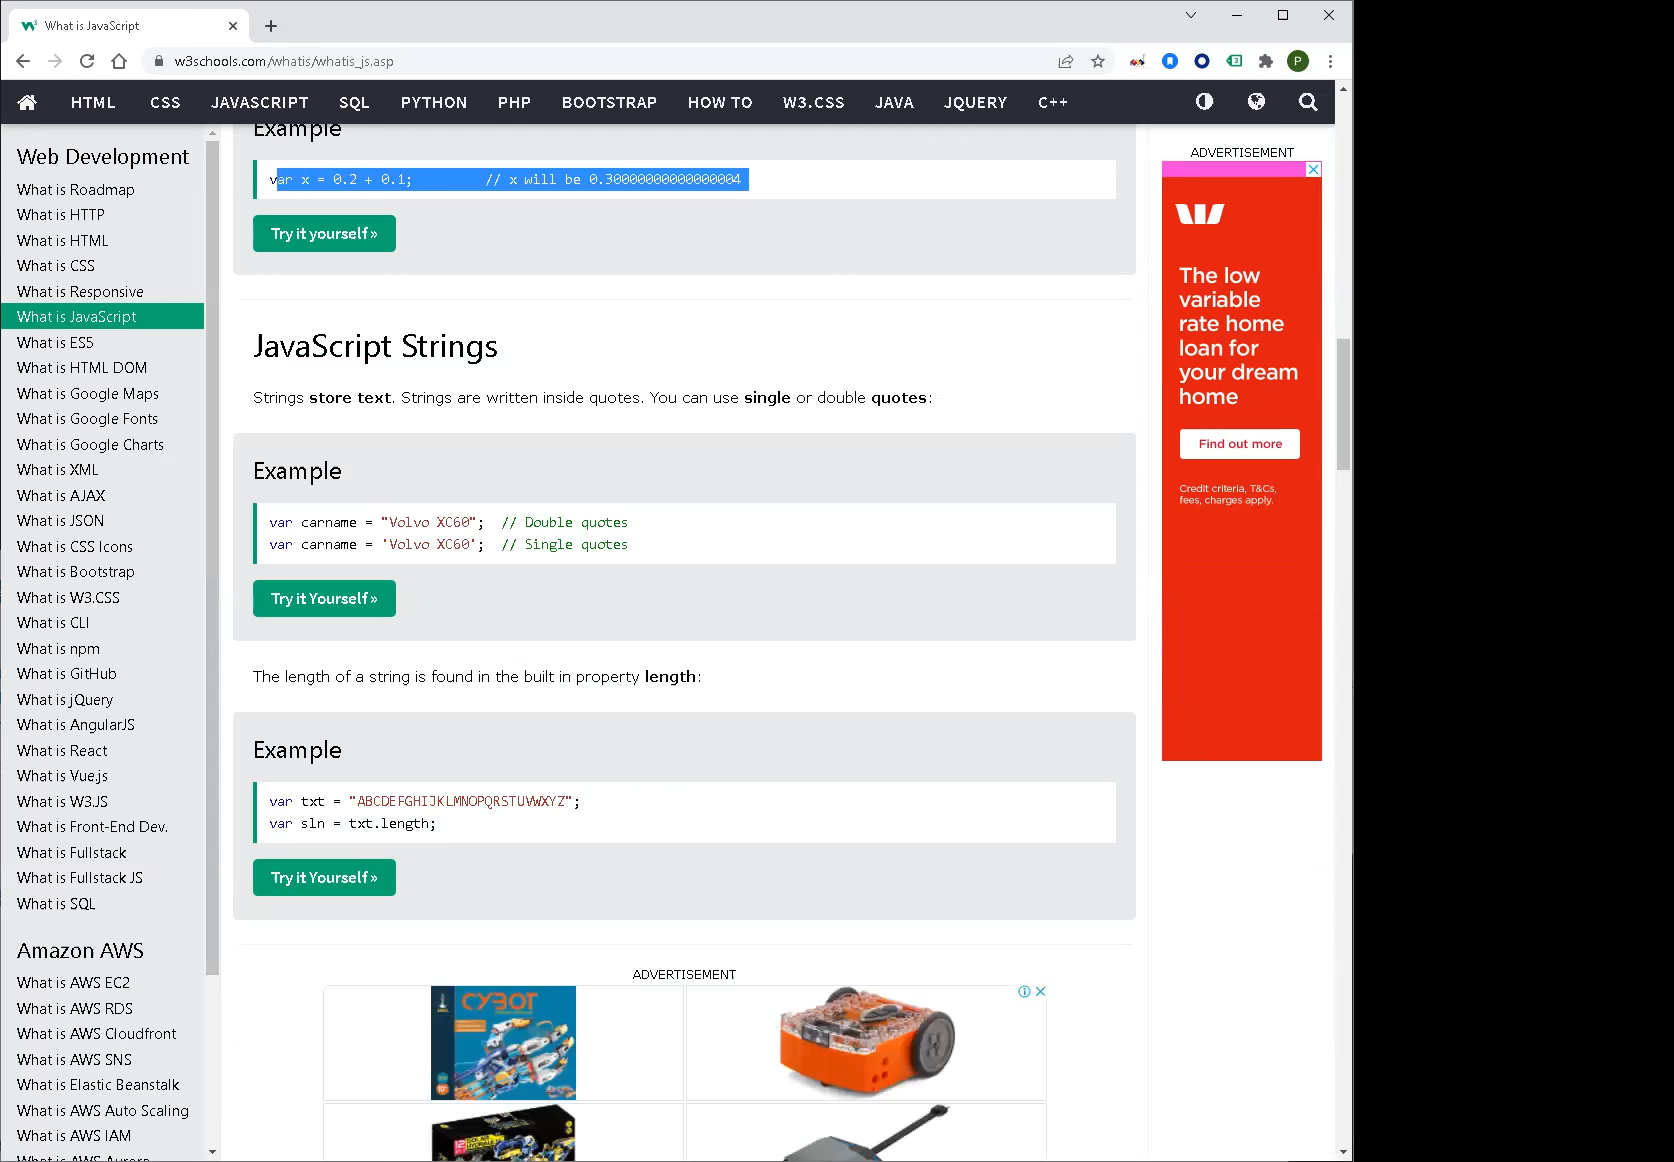 What is JavaScript
w3schools.com/whatis/whatis_js.asp
P
HTML CSS JAVASCRIPT SQL PYTHON PHP BOOTSTRAP HOW TO W3.CSS JAVA JQUERY C++
Web Development
What is Roadmap
What is HTTP
What is HTML
What is CSS
What is Responsive
What is JavaScript
What is ES5
What is HTML DOM
What is Google Maps
What is Google Fonts
What is Google Charts
What is XML
What is AJAX
What is JSON
What is CSS Icons
What is Bootstrap
What is W3.CSS
What is CLI
What is npm
What is GitHub
What is jQuery
What is AngularJS
What is React
What is Vue.js
What is W3.JS
What is Front-End Dev.
What is Fullstack
What is Fullstack JS
What is SQL
Amazon AWS
What is AWS EC2
What is AWS RDS
What is AWS Cloudfront
What is AWS SNS
What is Elastic Beanstalk
What is AWS Auto Scaling
What is AWS IAM
What is AWS Aurora
Example
var x = 0.2 + 0.1; // x will be 0.30000000000000004
Try it yourself »
JavaScript Strings
Strings store text. Strings are written inside quotes. You can use single or double quotes:
Example
var carname = "Volvo XC60"; // Double quotes
var carname = 'Volvo XC60'; // Single quotes
Try it Yourself »
The length of a string is found in the built in property length:
Example
var txt = "ABCDEFGHIJKLMNOPQRSTUVWXYZ";
var sln = txt.length;
Try it Yourself »
ADVERTISEMENT
CYBOT
ADVERTISEMENT
The low
variable
rate home
loan for
your dream
home
Find out more
Credit criteria, T&Cs,
fees, charges apply.